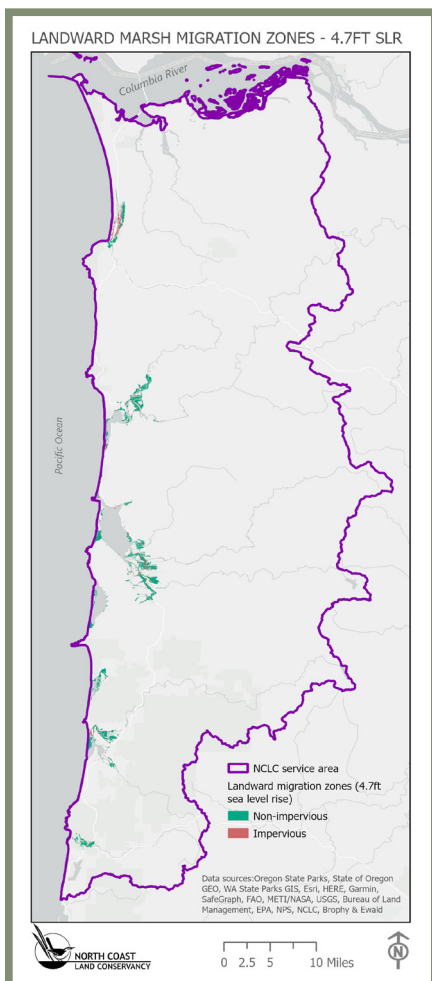 LANDWARD MARSH MIGRATION ZONES - 4.7FT SLR
Columbia River
Pacific Ocean
NCLC service area
Landward migration zones (4.7ft
sea level rise)
Non-impervious
Impervious
Data sources:Oregon State Parks, State of Oregon
GEO, WA State Parks GIS, Esri, HERE, Garmin,
SafeGraph, FAO, METI/NASA, USGS, Bureau of Land
Management, EPA, NPS, NCLC, Brophy & Ewald
NORTH COAST
LAND CONSERVANCY
0 2.5 5 10 Miles
N